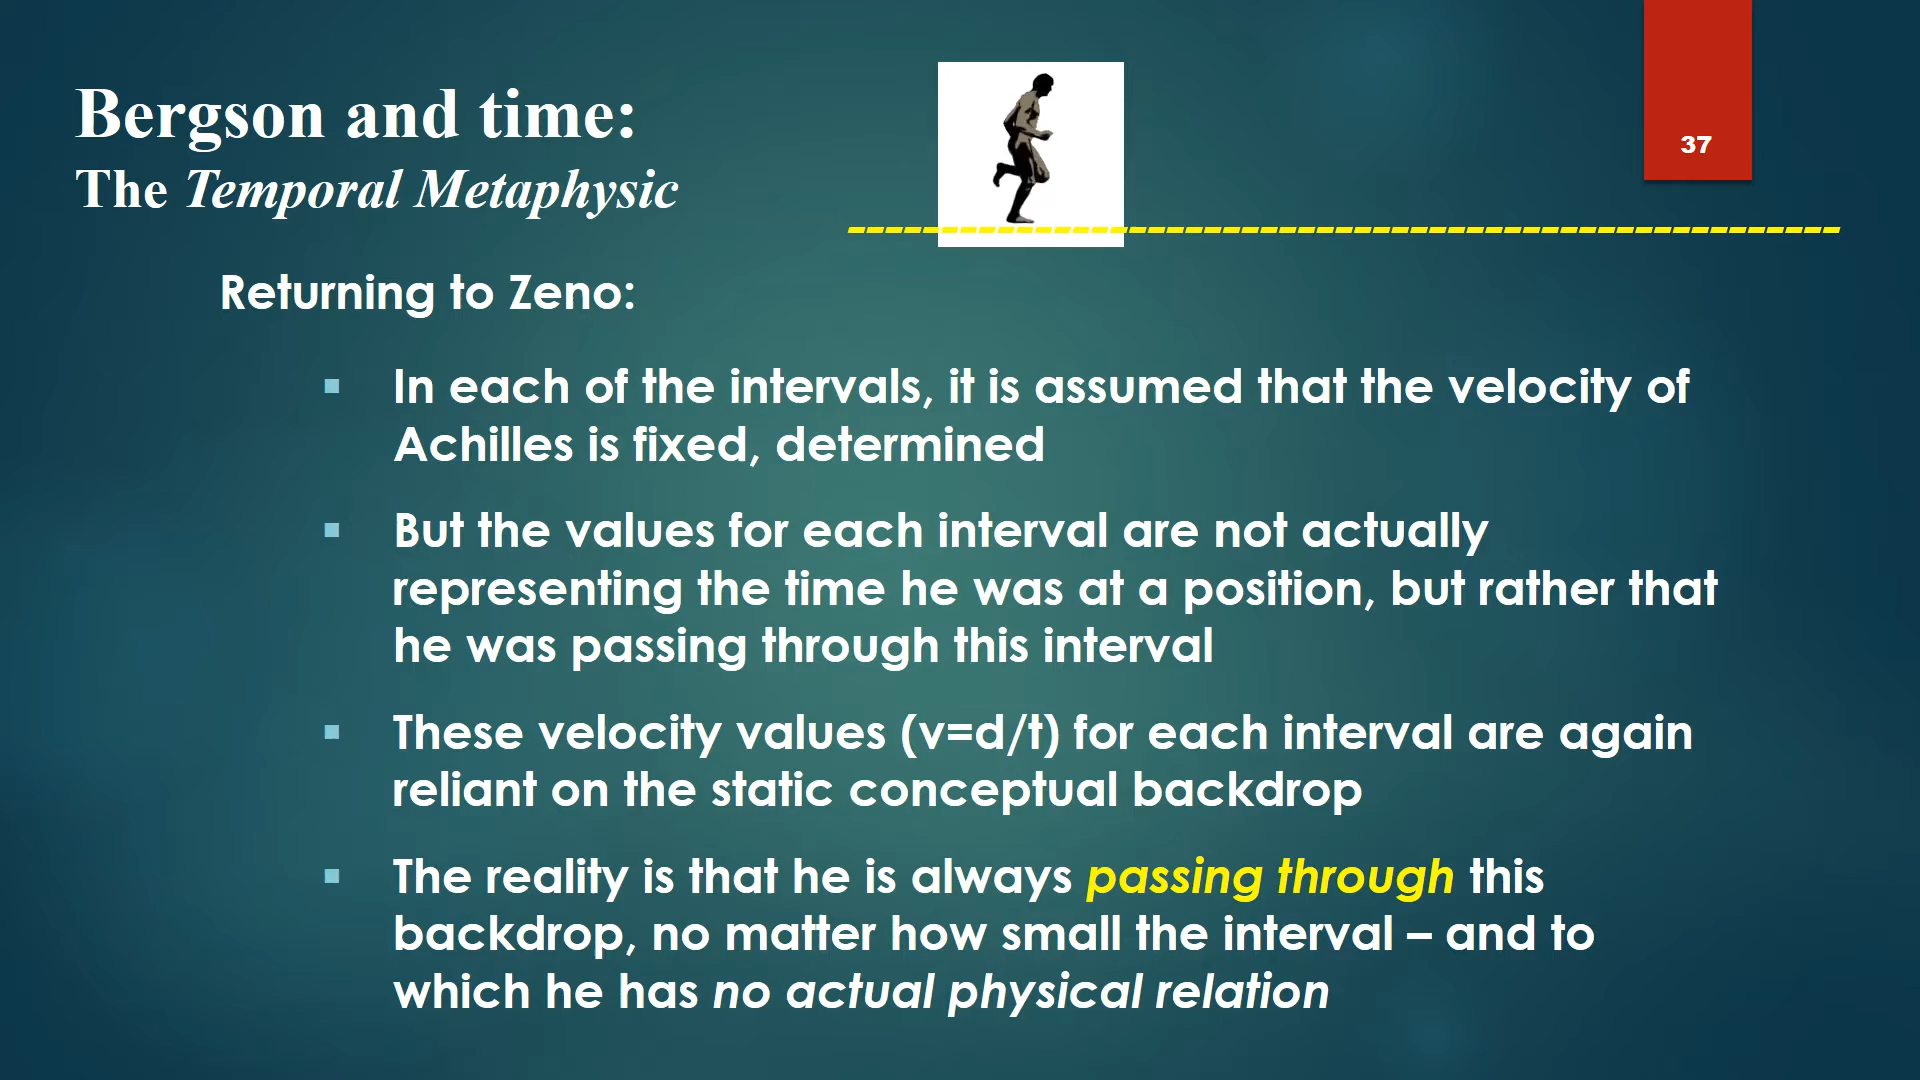 Bergson and time:
The Temporal Metaphysic
37
Returning to Zeno:
▪ In each of the intervals, it is assumed that the velocity of
Achilles is fixed, determined
▪ But the values for each interval are not actually
representing the time he was at a position, but rather that
he was passing through this interval
▪ These velocity values (v=d/t) for each interval are again
reliant on the static conceptual backdrop
▪ The reality is that he is always passing through this
backdrop, no matter how small the interval – and to
which he has no actual physical relation